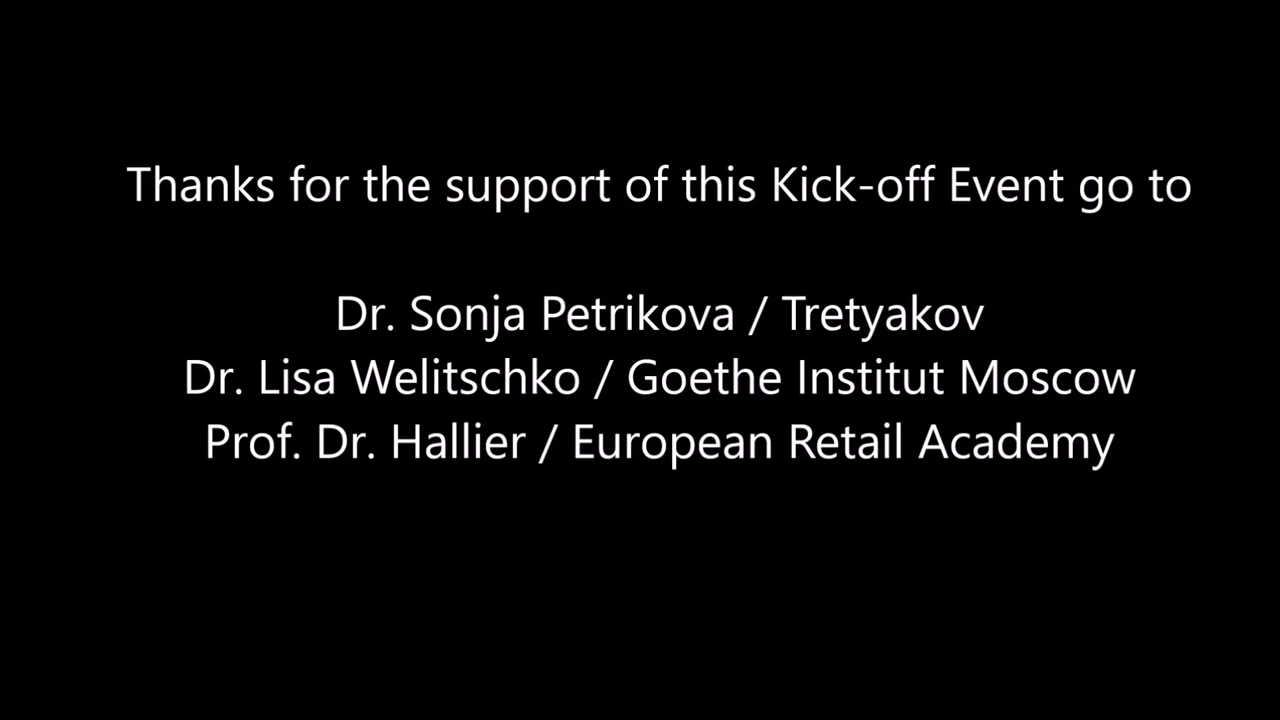 Thanks for the support of this Kick-off Event go to
Dr. Sonja Petrikova / Tretyakov
Dr. Lisa Welitschko / Goethe Institut Moscow
Prof. Dr. Hallier / European Retail Academy